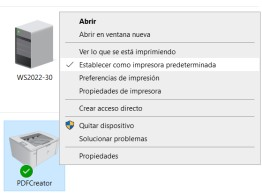 WS2022-30
Abrir
Abrir en ventana nueva
Ver lo que se está imprimiendo
Establecer como impresora predeterminada
Preferencias de impresión
Propiedades de impresora
Crear acceso directo
Quitar dispositivo
Solucionar problemas
Propiedades
PDFCreator